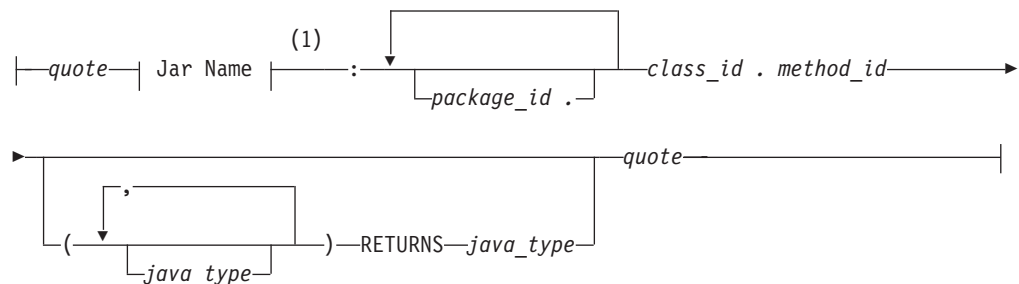 (1)
quote Jar Name : class_id . method_id
package_id .
quote
,
( ) RETURNS java_type
java type